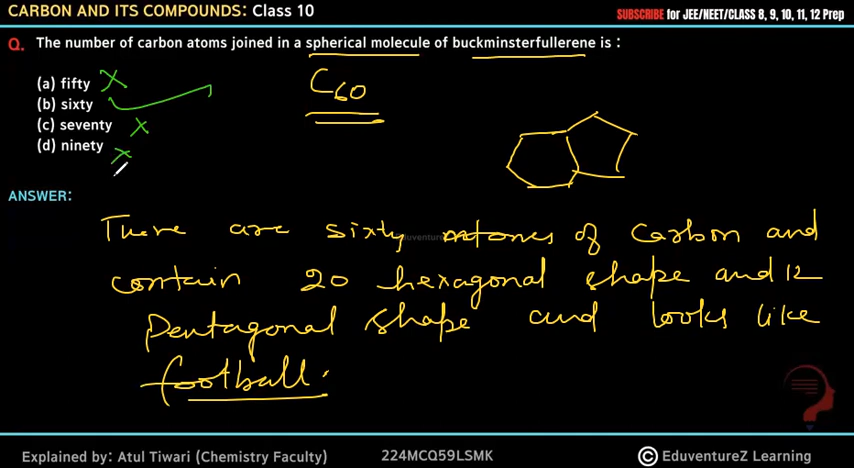 CARBON AND ITS COMPOUNDS: Class 10
SUBSCRIBE for JEE/NEET/CLASS 8, 9, 10, 11, 12 Prep
Q. The number of carbon atoms joined in a spherical molecule of buckminsterfullerene is :
(a) fifty
(b) sixty
(c) seventy
(d) ninety
C60
ANSWER:
There are sixty of Carbon and
contain 20 hexagonal shape and 12
Pentagonal shape and looks like
football.
Explained by: Atul Tiwari (Chemistry Faculty)
224MCQ59LSMK
© EduventureZ Learning